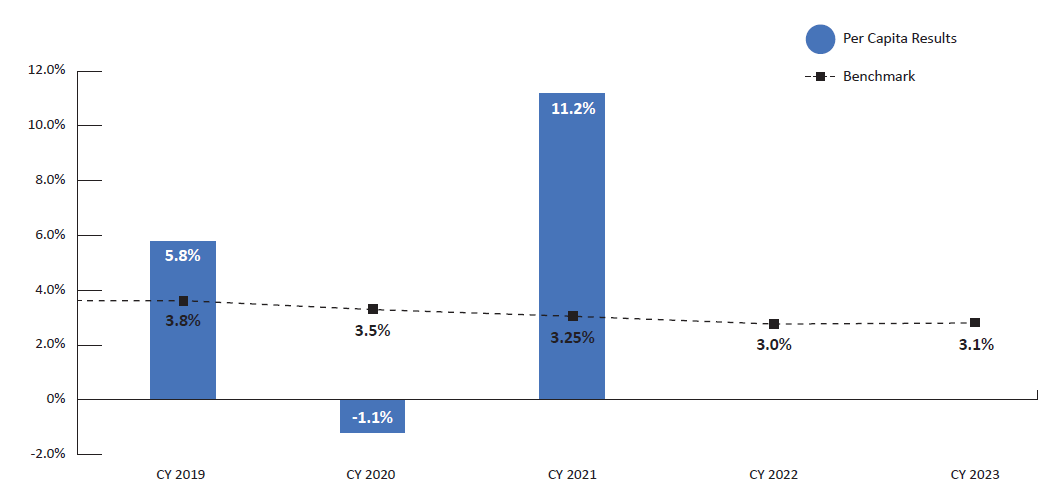 Per Capita Results
Benchmark
12.0%
10.0%
8.0%
6.0%
4.0%
2.0%
0%
-2.0%
5.8%
3.8%
3.5%
-1.1%
11.2%
3.25%
3.0%
3.1%
CY 2019
CY 2020
CY 2021
CY 2022
CY 2023